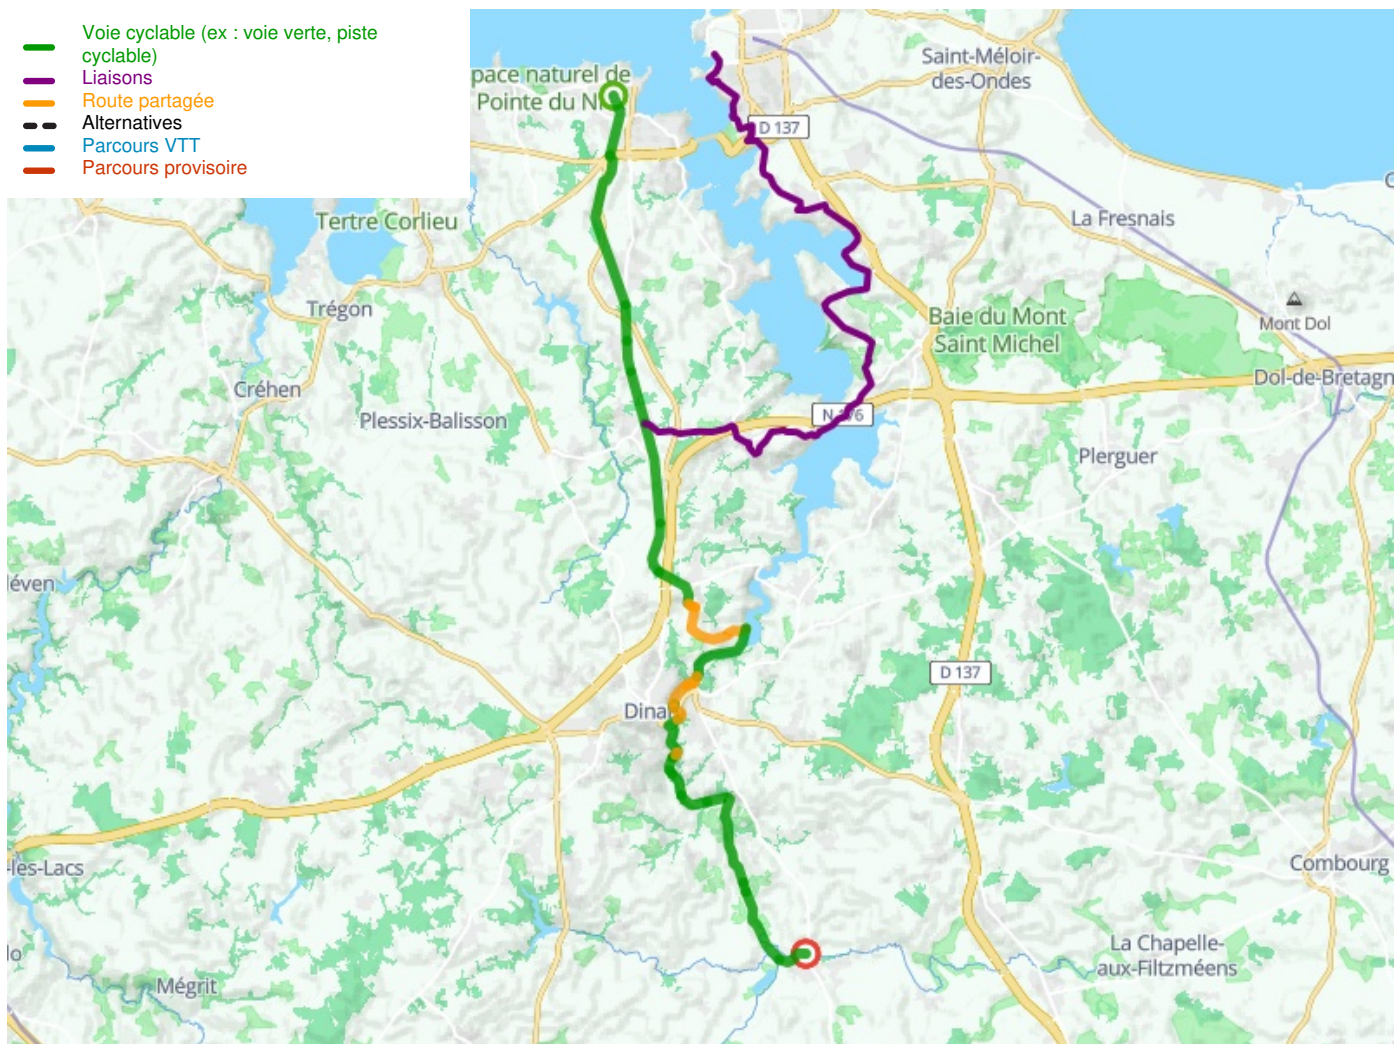 Voie cyclable (ex : voie verte, piste
cyclable)
Liaisons
Route partagée
Alternatives
Parcours VTT
Parcours provisoire
pace naturel de
Pointe du N
Saint-Méloir-
des-Ondes
D 137
Tertre Corlieu
La Fresnais
Trégon
Baie du Mont
Saint Michel
Mont Dol
Créhen
Dol-de-Bretagn
Plessix-Balisson
N 176
Plerguer
léven
D 137
Dina
-les-Lacs
Combourg
La Chapelle-
aux-Filtzméens
lo
Mégrit